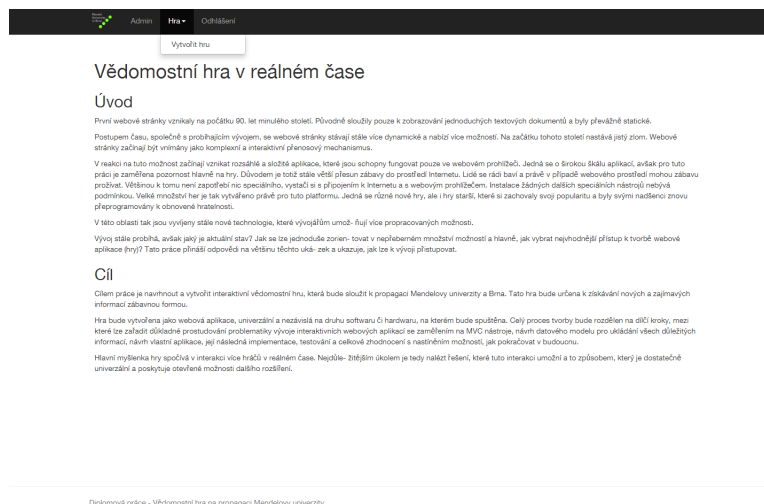 Admin Hra Odhlášení
Vytvořit hru
Vědomostní hra v reálném čase
Úvod
První webové stránky vznikaly na počátku 90. let minulého století. Původně sloužily pouze k zobrazování jednoduchých textových dokumentů a byly převážně statické.
Postupem času, společně s probíhajícím vývojem, se webové stránky stávají stále více dynamické a nabízí více možností. Na začátku tohoto století nastává jistý zlom. Webové
stránky začínají být vnímány jako komplexní a interaktivní přenosový mechanismus.
V reakci na tuto možnost začínají vznikat rozsáhlé a složité aplikace, které jsou schopny fungovat pouze ve webovém prohlížeči. Jedná se o širokou škálu aplikací, avšak pro tuto
práci je zaměřena pozornost hlavně na hry. Důvodem je totiž stále větší přesun zábavy do prostředí Internetu. Lidé se rádi baví a právě v případě webového prostředí mohou zábavu
prožívat. Většinou k tomu není zapotřebí nic speciálního, vystačí si s připojením k Internetu a s webovým prohlížečem. Instalace žádných dalších speciálních nástrojů nebývá
podmínkou. Velké množství her je tak vytvářeno právě pro tuto platformu. Jedná se různé nové hry, ale i hry starší, které si zachovaly svoji popularitu a byly svými nadšenci znovu
přeprogramovány k obnovené hratelnosti.
V této oblasti tak jsou vyvíjeny stále nové technologie, které vývojářům umož- ňují více propracovaných možností.
Vývoj stále probíhá, avšak jaký je aktuální stav? Jak se lze jednoduše zorien- tovat v nepřeberném množství možností a hlavně, jak vybrat nejvhodnější přístup k tvorbě webové
aplikace (hry)? Tato práce přináší odpovědi na většinu těchto uká- zek a ukazuje, jak lze k vývoji přistupovat.
Cíl
Cílem práce je navrhnout a vytvořit interaktivní vědomostní hru, která bude sloužit k propagaci Mendelovy univerzity a Brna. Tato hra bude určena k získávání nových a zajímavých
informací zábavnou formou.
Hra bude vytvořena jako webová aplikace, univerzální a nezávislá na druhu softwaru či hardwaru, na kterém bude spuštěna. Celý proces tvorby bude rozdělen na dílčí kroky, mezi
které lze zařadit důkladné prostudování problematiky vývoje interaktivních webových aplikací se zaměřením na MVC nástroje, návrh datového modelu pro ukládání všech důležitých
informací, návrh vlastní aplikace, její následná implementace, testování a celkové zhodnocení s nastíněním možností, jak pokračovat v budoucnu.
Hlavní myšlenka hry spočívá v interakci více hráčů v reálném čase. Nejdůle- žitějším úkolem je tedy nalézt řešení, které tuto interakci umožní a to způsobem, který je dostatečně
univerzální a poskytuje otevřené možnosti dalšího rozšíření.
Diplomová práce - Vědomostní hra na propagaci Mendelovy univerzity